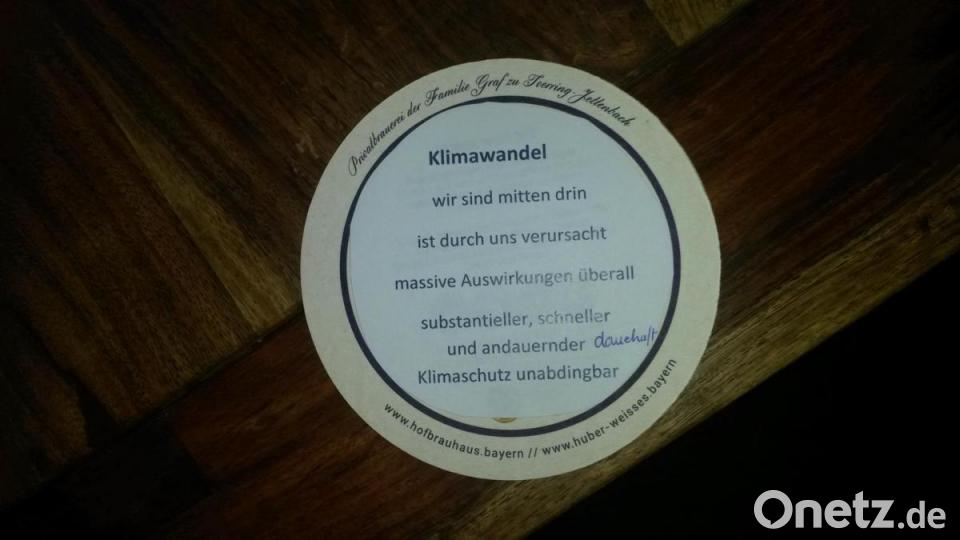 Privatbrauerei der Familie Graf zu Toerring-Jettenbach
Klimawandel
wir sind mitten drin
ist durch uns verursacht
massive Auswirkungen überall
substantieller, schneller
und andauernder dauehaft
Klimaschutz unabdingbar
www.hofbrauhaus.bayern // www.huber-weisses.bayern
Onetz.de